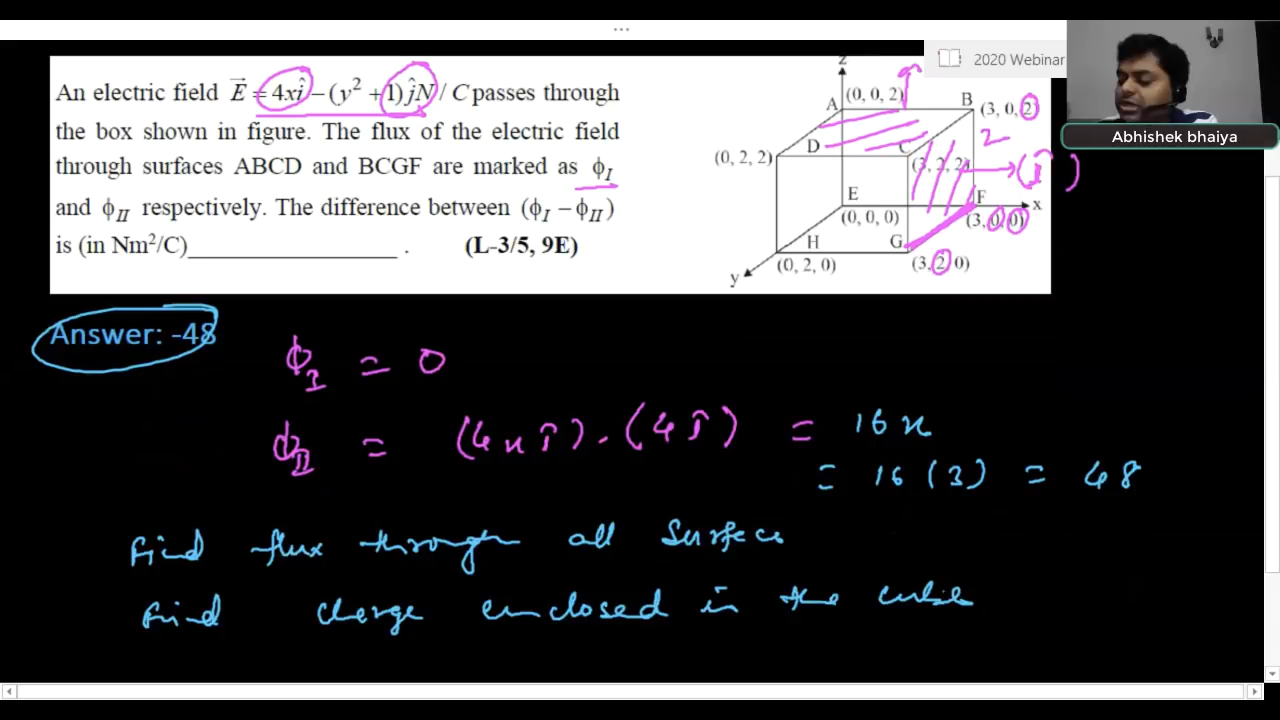 2020 Webinar
Abhishek bhaiya
An electric field E⃗ = 4xî – (y² + 1) ĵN / C passes through
the box shown in figure. The flux of the electric field
through surfaces ABCD and BCGF are marked as ϕI
and ϕII respectively. The difference between (ϕI – ϕII)
is (in Nm²/C)____________________ . (L-3/5, 9E)
z
A
(0, 0, 2)
B
(3, 0, 2)
2
(0, 2, 2)
D
C
(3, 2, 2)
(î)
E
F
x
(0, 0, 0)
(3, 0, 0)
H
G
y
(0, 2, 0)
(3, 2, 0)
Answer: -48
ϕI = 0
ϕII = (4x î) . (4 î) = 16x
= 16 (3) = 48
find flux through all surface
find charge enclosed in the cube